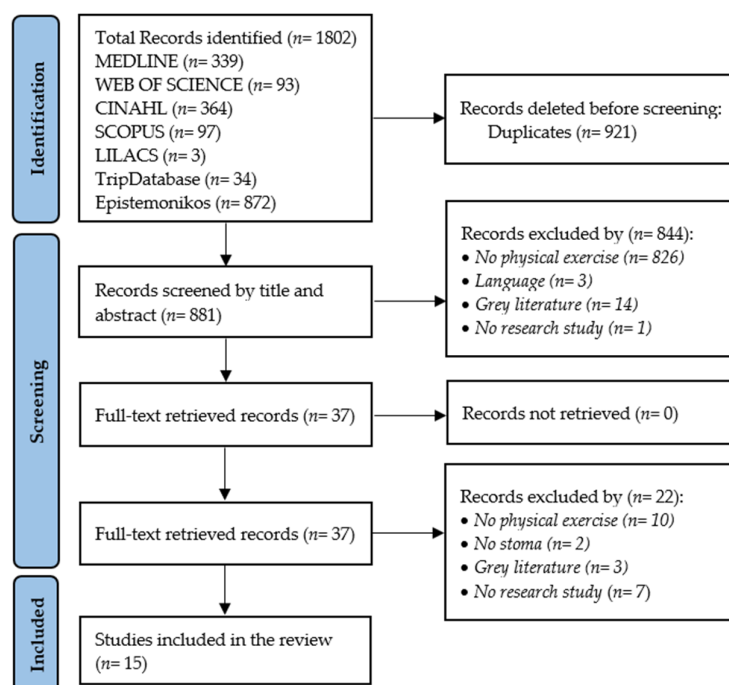 Identification
Total Records identified (n= 1802)
MEDLINE (n= 339)
WEB OF SCIENCE (n= 93)
CINAHL (n= 364)
SCOPUS (n= 97)
LILACS (n= 3)
TripDatabase (n= 34)
Epistemonikos (n= 872)
Records deleted before screening:
Duplicates (n= 921)
Screening
Records screened by title and
abstract (n= 881)
Records excluded by (n= 844):
• No physical exercise (n= 826)
• Language (n= 3)
• Grey literature (n= 14)
• No research study (n= 1)
Full-text retrieved records (n= 37)
Records not retrieved (n= 0)
Full-text retrieved records (n= 37)
Records excluded by (n= 22):
• No physical exercise (n= 10)
• No stoma (n= 2)
• Grey literature (n= 3)
• No research study (n= 7)
Included
Studies included in the review
(n= 15)